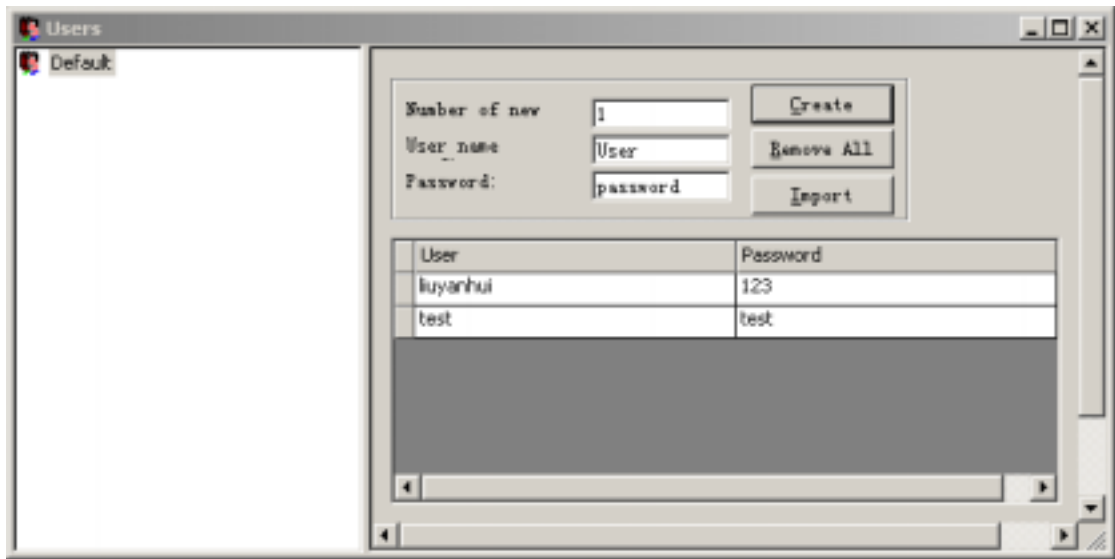 Users
Default
Number of new
1
Create
User name
User
Remove All
Password:
password
Import
User Password
liuyanhui 123
test test